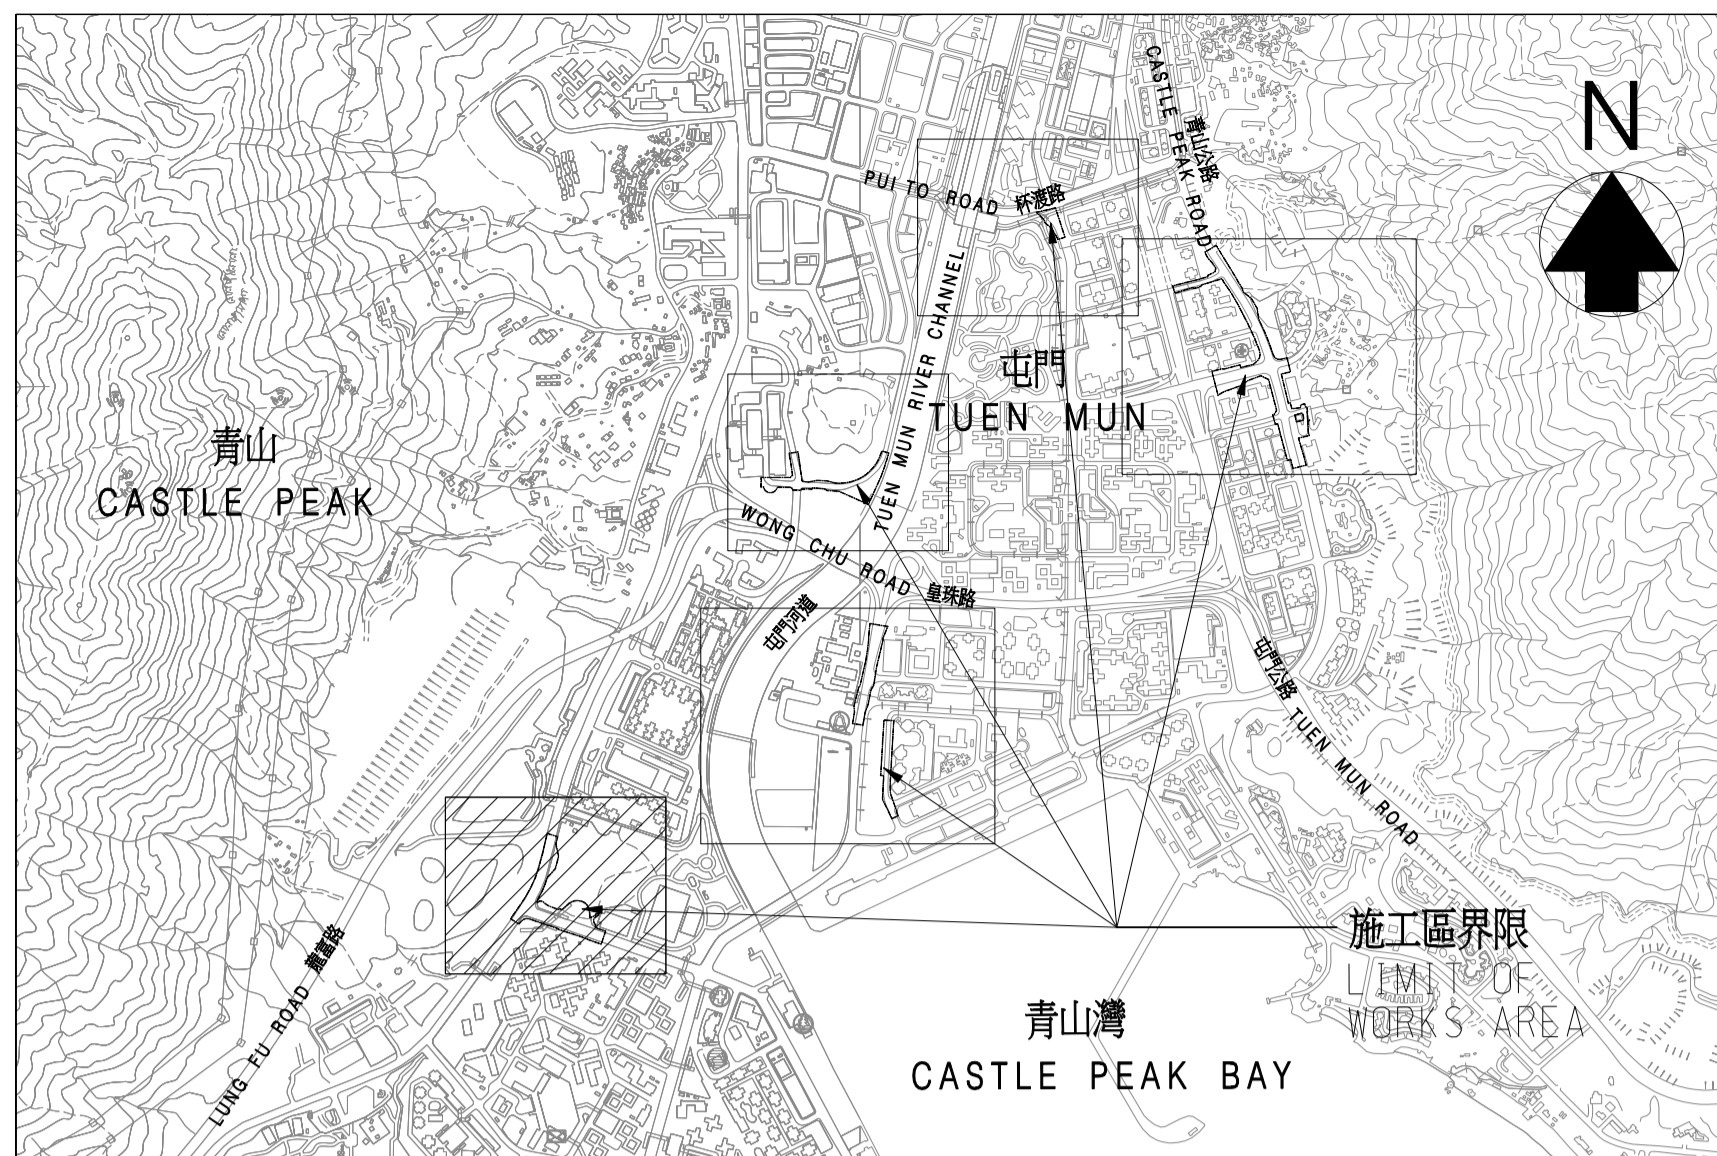 CASTLE PEAK ROAD
青山公路
N
PUI TO ROAD 杯渡路
TUEN MUN RIVER CHANNEL
屯門
TUEN MUN
青山
CASTLE PEAK
WONG CHU ROAD 皇珠路
屯門河道
屯門公路 TUEN MUN ROAD
LUNG FU ROAD 龍富路
施工區界限
LIMIT OF
WORKS AREA
青山灣
CASTLE PEAK BAY